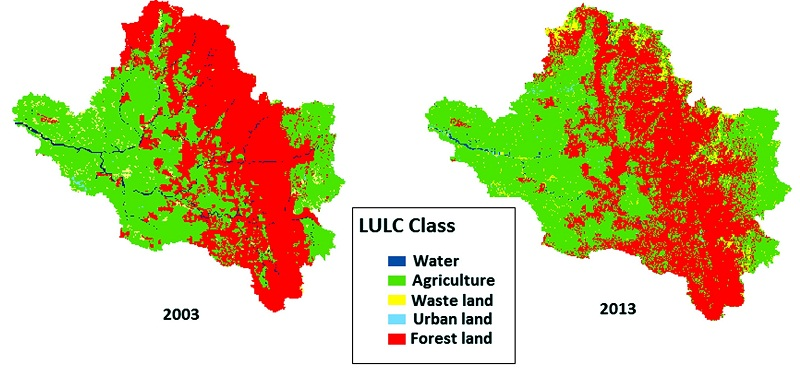 2003
LULC Class
Water
Agriculture
Waste land
Urban land
Forest land
2013